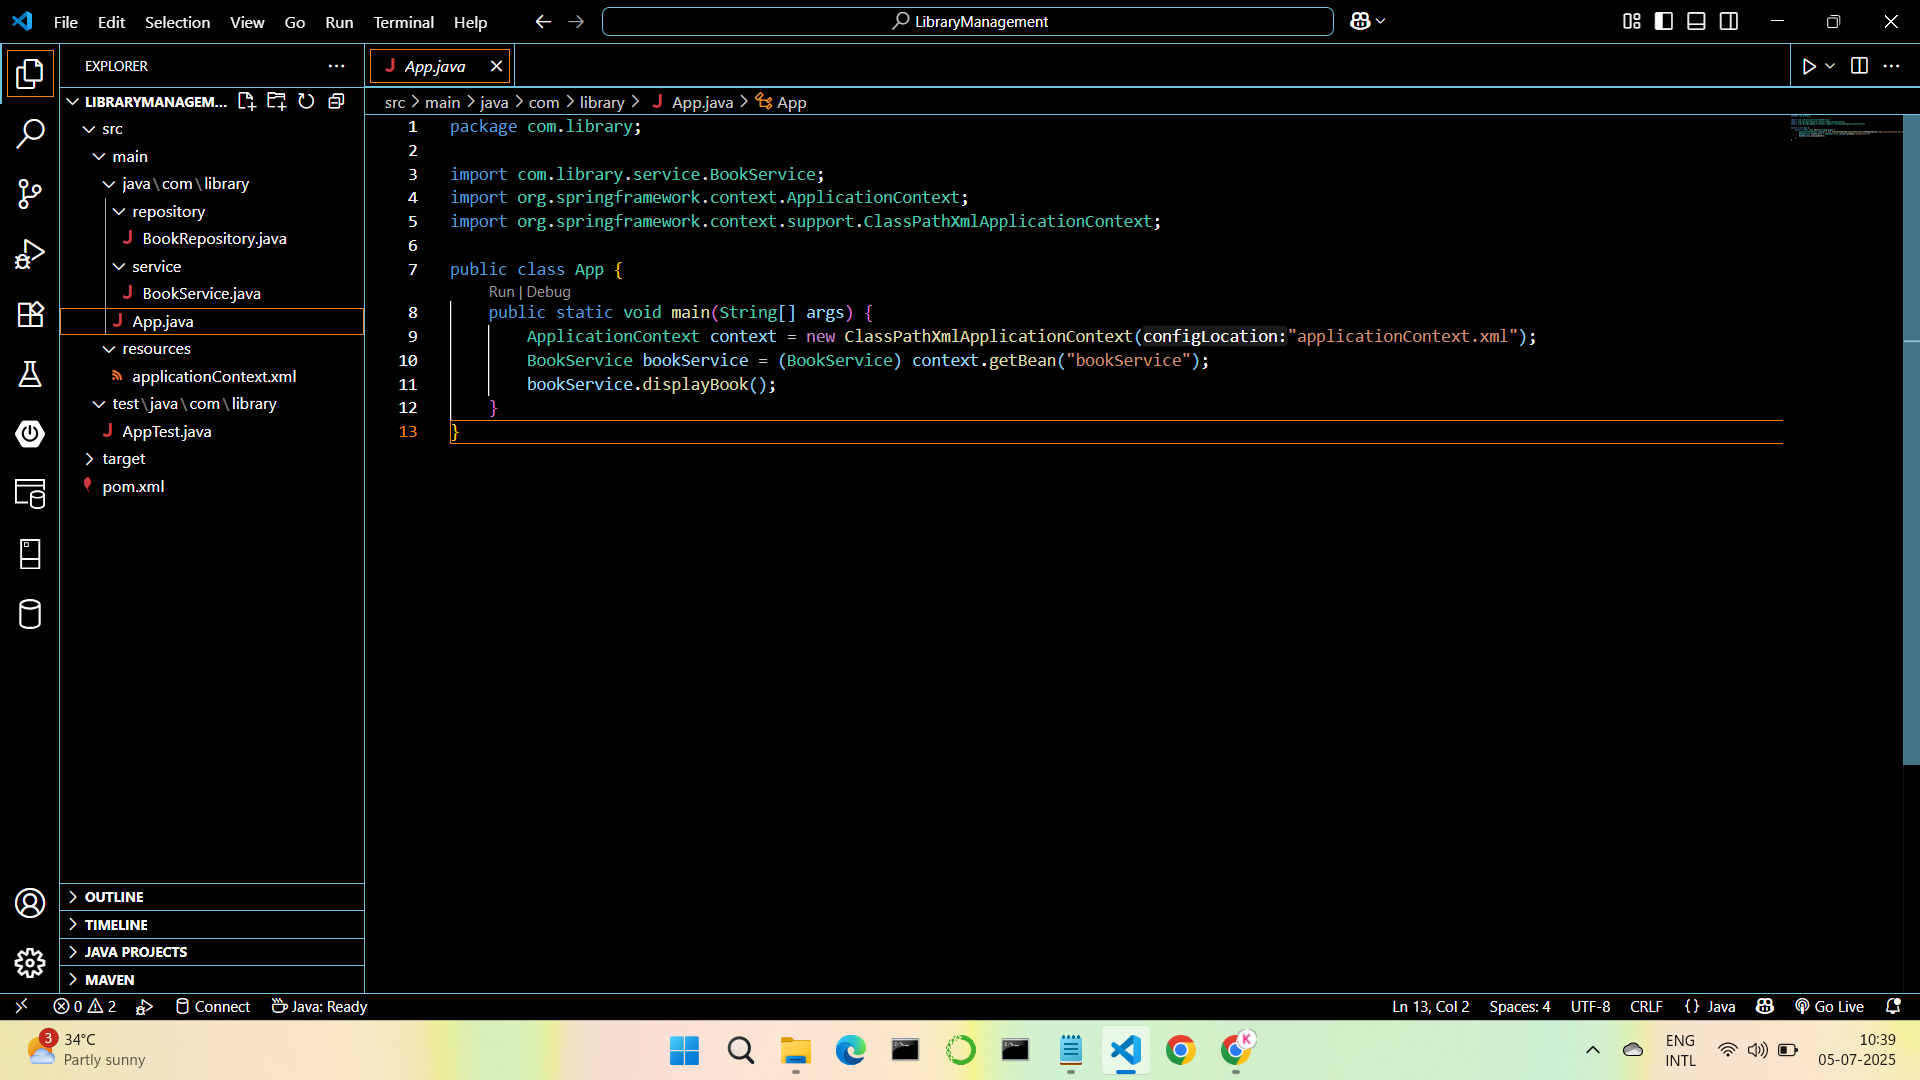 File Edit Selection View Go Run Terminal Help
LibraryManagement
EXPLORER
LIBRARYMANAGEM...
src
main
java\com\library
repository
J BookRepository.java
service
J BookService.java
J App.java
resources
applicationContext.xml
test\java\com\library
J AppTest.java
target
pom.xml
OUTLINE
TIMELINE
JAVA PROJECTS
MAVEN
J App.java
src > main > java > com > library > J App.java > App
1 package com.library;
2
3 import com.library.service.BookService;
4 import org.springframework.context.ApplicationContext;
5 import org.springframework.context.support.ClassPathXmlApplicationContext;
6
7 public class App {
Run | Debug
8 public static void main(String[] args) {
9 ApplicationContext context = new ClassPathXmlApplicationContext(configLocation:"applicationContext.xml");
10 BookService bookService = (BookService) context.getBean("bookService");
11 bookService.displayBook();
12 }
13 }
0 2 Connect Java: Ready
Ln 13, Col 2 Spaces: 4 UTF-8 CRLF {} Java Go Live
3
34°C
Partly sunny
K
ENG
INTL
10:39
05-07-2025